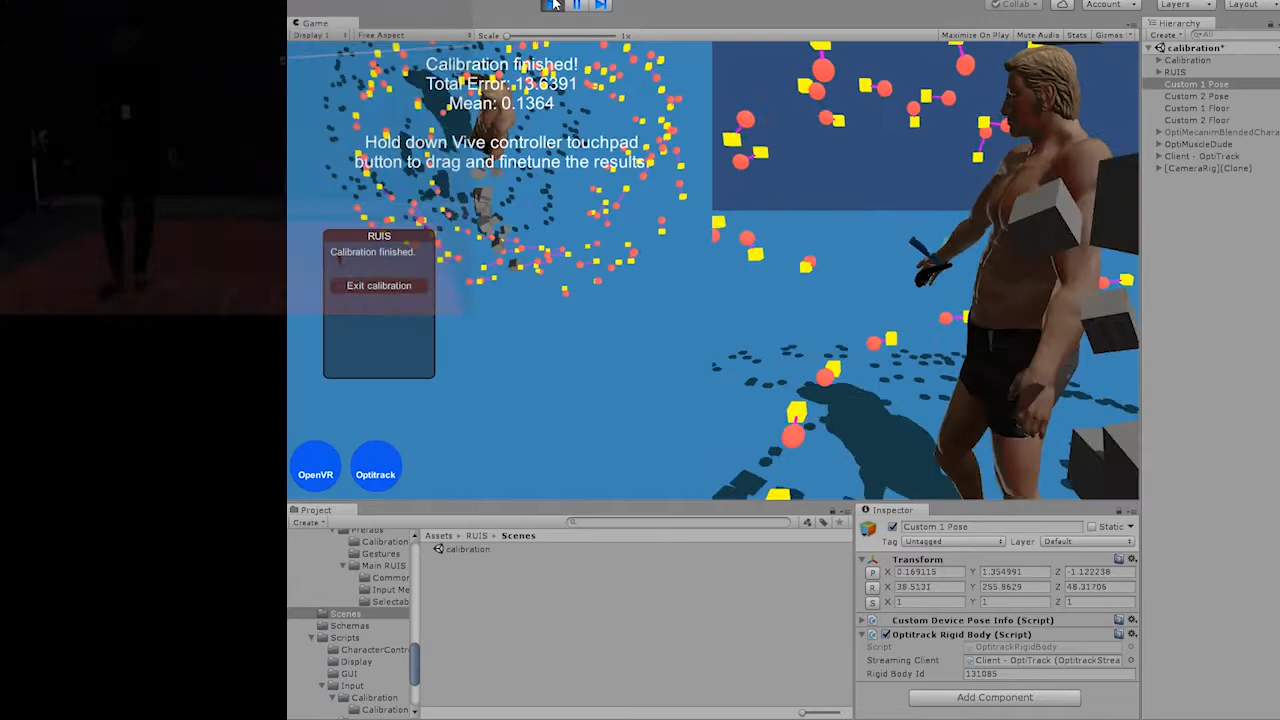 Collab
Account
Layers
Layout
Game
Display 1
Free Aspect
Scale
1x
Maximize On Play
Mute Audio
Stats
Gizmos
Calibration finished!
Total Error: 13.6391
Mean: 0.1364
Hold down Vive controller touchpad
button to drag and finetune the results.
RUIS
Calibration finished.
Exit calibration
OpenVR
Optitrack
Hierarchy
Create
All
calibration*
Calibration
RUIS
Custom 1 Pose
Custom 2 Pose
Custom 1 Floor
Custom 2 Floor
OptiMecanimBlendedChara
OptiMuscleDude
Client - OptiTrack
[CameraRig](Clone)
Project
Create
Prefabs
Calibration
Gestures
Main RUIS
Common
Input Me
Selectab
Scenes
Schemas
Scripts
CharacterContro
Display
GUI
Input
Calibration
Calibration
Assets
RUIS
Scenes
calibration
Inspector
Custom 1 Pose
Static
Tag
Untagged
Layer
Default
Transform
P X 0.169115 Y 1.354991 Z -1.122238
R X 38.5131 Y 255.8629 Z 48.31706
S X 1 Y 1 Z 1
Custom Device Pose Info (Script)
Optitrack Rigid Body (Script)
Script
OptitrackRigidBody
Streaming Client
Client - OptiTrack (OptitrackStrea
Rigid Body Id
131085
Add Component